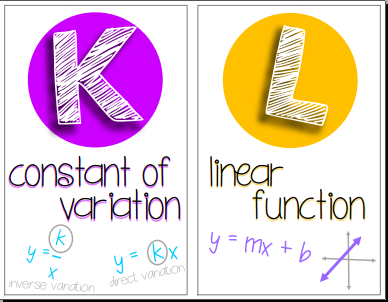 K
constant of
variation
y = k/x
inverse variation
y = kx
direct variation
L
linear
function
y = mx + b